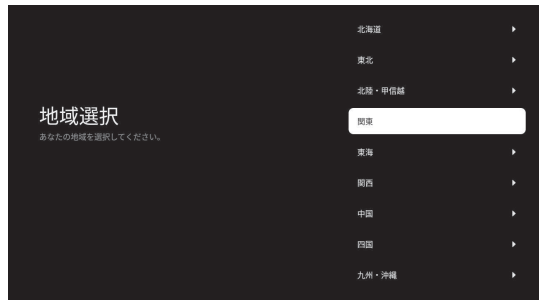 地域選択
あなたの地域を選択してください。
北海道
東北
北陸・甲信越
関東
東海
関西
中国
四国
九州・沖縄